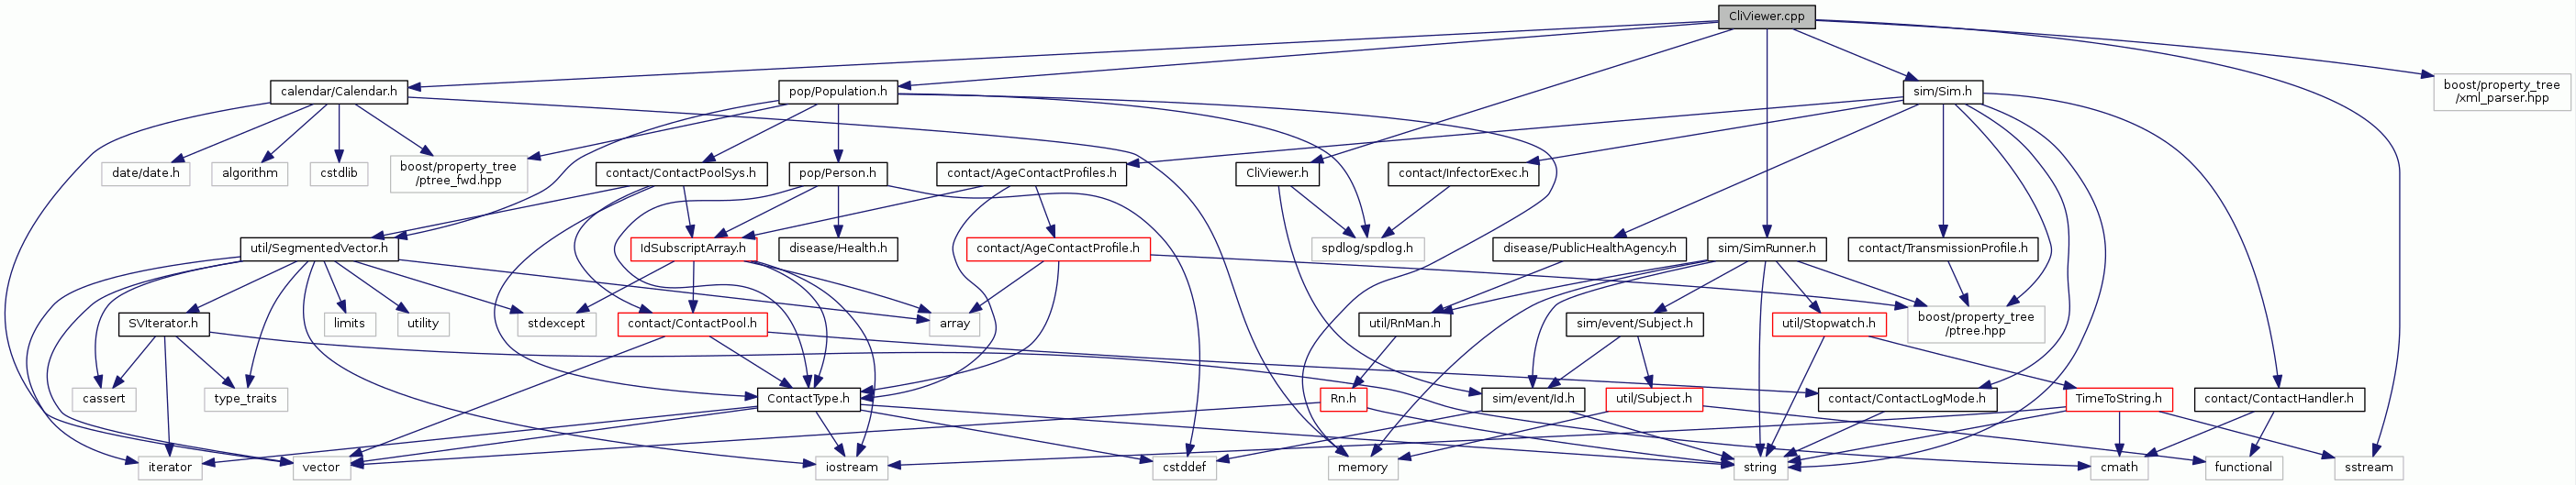 CliViewer.cpp
calendar/Calendar.h
pop/Population.h
sim/Sim.h
boost/property_tree
/xml_parser.hpp
date/date.h
algorithm
cstdlib
boost/property_tree
/ptree_fwd.hpp
contact/ContactPoolSys.h
pop/Person.h
contact/AgeContactProfiles.h
CliViewer.h
contact/InfectorExec.h
util/SegmentedVector.h
IdSubscriptArray.h
disease/Health.h
contact/AgeContactProfile.h
spdlog/spdlog.h
disease/PublicHealthAgency.h
sim/SimRunner.h
contact/TransmissionProfile.h
SVIterator.h
limits
utility
stdexcept
contact/ContactPool.h
array
util/RnMan.h
sim/event/Subject.h
util/Stopwatch.h
boost/property_tree
/ptree.hpp
cassert
type_traits
ContactType.h
Rn.h
sim/event/Id.h
util/Subject.h
contact/ContactLogMode.h
TimeToString.h
contact/ContactHandler.h
iterator
vector
iostream
cstddef
memory
string
cmath
functional
sstream